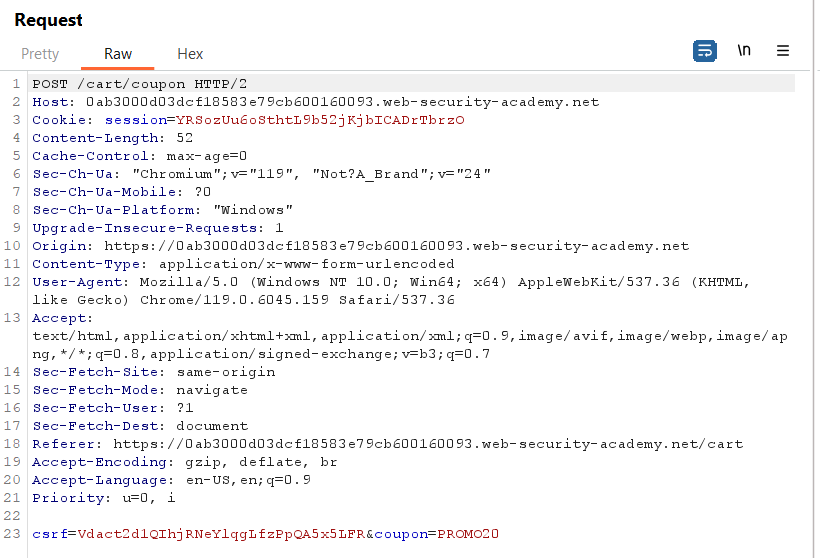 Request
Pretty Raw Hex
\n
1 POST /cart/coupon HTTP/2
2 Host: 0ab3000d03dcf18583e79cb600160093.web-security-academy.net
3 Cookie: session=YRSozUu6oSthtL9b52jKjbICADrTbrzO
4 Content-Length: 52
5 Cache-Control: max-age=0
6 Sec-Ch-Ua: "Chromium";v="119", "Not?A_Brand";v="24"
7 Sec-Ch-Ua-Mobile: ?0
8 Sec-Ch-Ua-Platform: "Windows"
9 Upgrade-Insecure-Requests: 1
10 Origin: https://0ab3000d03dcf18583e79cb600160093.web-security-academy.net
11 Content-Type: application/x-www-form-urlencoded
12 User-Agent: Mozilla/5.0 (Windows NT 10.0; Win64; x64) AppleWebKit/537.36 (KHTML,
like Gecko) Chrome/119.0.6045.159 Safari/537.36
13 Accept:
text/html,application/xhtml+xml,application/xml;q=0.9,image/avif,image/webp,image/ap
ng,*/*;q=0.8,application/signed-exchange;v=b3;q=0.7
14 Sec-Fetch-Site: same-origin
15 Sec-Fetch-Mode: navigate
16 Sec-Fetch-User: ?1
17 Sec-Fetch-Dest: document
18 Referer: https://0ab3000d03dcf18583e79cb600160093.web-security-academy.net/cart
19 Accept-Encoding: gzip, deflate, br
20 Accept-Language: en-US,en;q=0.9
21 Priority: u=0, i
22
23 csrf=Vdact2d1QIhjRNeYlqgLfzPpQA5x5LFR&coupon=PROMO20